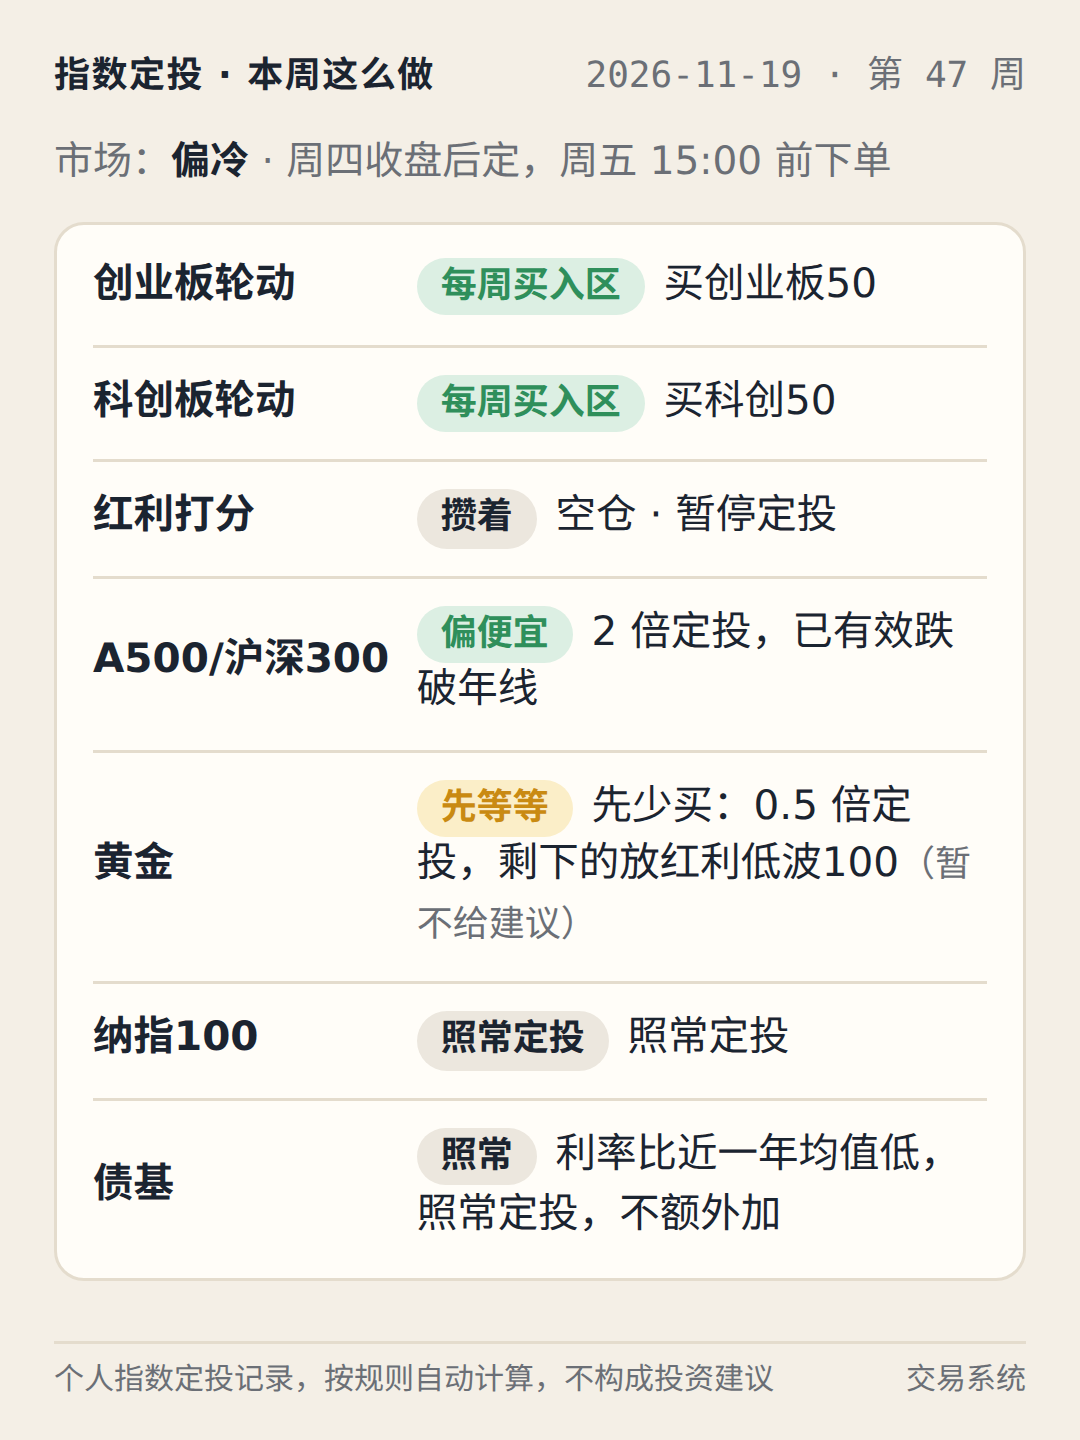 指数定投 · 本周这么做
2026-11-19 · 第 47 周
市场：偏冷 · 周四收盘后定，周五 15:00 前下单
创业板轮动 每周买入区 买创业板50
科创板轮动 每周买入区 买科创50
红利打分 攒着 空仓 · 暂停定投
A500/沪深300 偏便宜 2 倍定投，已有效跌
破年线
黄金 先等等 先少买：0.5 倍定
投，剩下的放红利低波100（暂
不给建议）
纳指100 照常定投 照常定投
债基 照常 利率比近一年均值低，
照常定投，不额外加
个人指数定投记录，按规则自动计算，不构成投资建议
交易系统